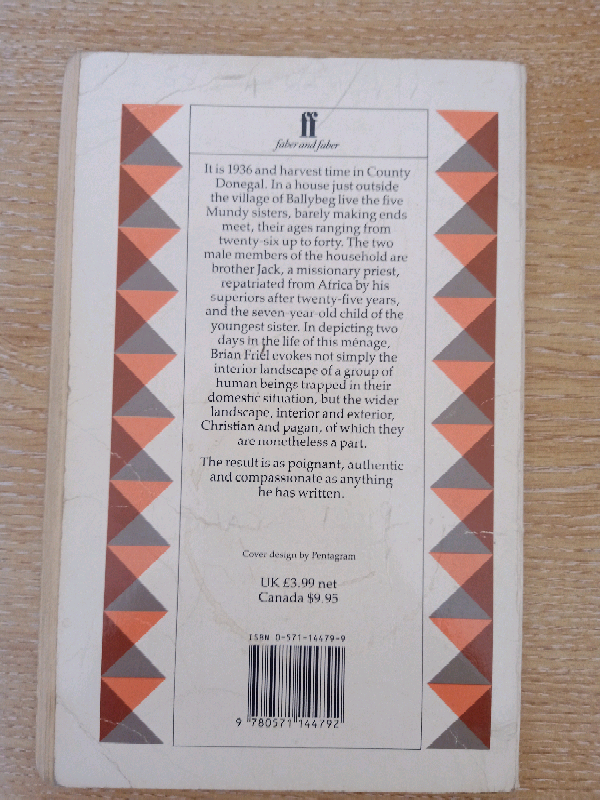 ff
faber and faber
It is 1936 and harvest time in County
Donegal. In a house just outside
the village of Ballybeg live the five
Mundy sisters, barely making ends
meet, their ages ranging from
twenty-six up to forty. The two
male members of the household are
brother Jack, a missionary priest,
repatriated from Africa by his
superiors after twenty-five years,
and the seven-year-old child of the
youngest sister. In depicting two
days in the life of this ménage,
Brian Friel evokes not simply the
interior landscape of a group of
human beings trapped in their
domestic situation, but the wider
landscape, interior and exterior,
Christian and pagan, of which they
are nonetheless a part.
The result is as poignant, authentic
and compassionate as anything
he has written.
Cover design by Pentagram
UK £3.99 net
Canada $9.95
ISBN 0-571-14479-9
9 780571 144792